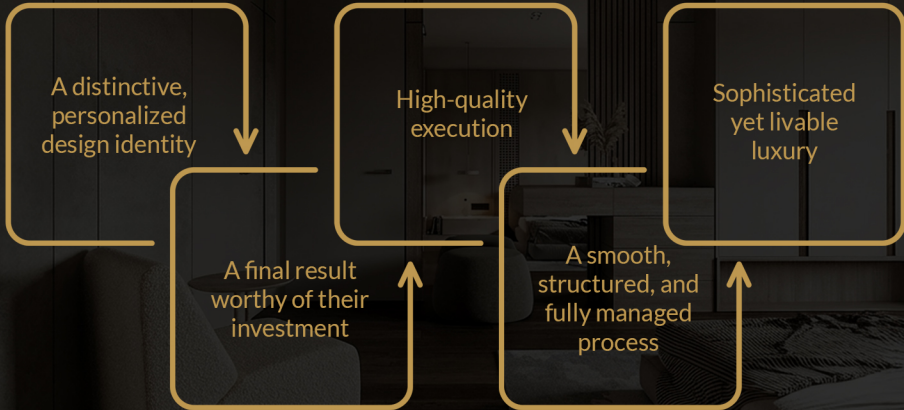 A distinctive,
personalized
design identity
A final result
worthy of their
investment
High-quality
execution
A smooth,
structured, and
fully managed
process
Sophisticated
yet livable
luxury